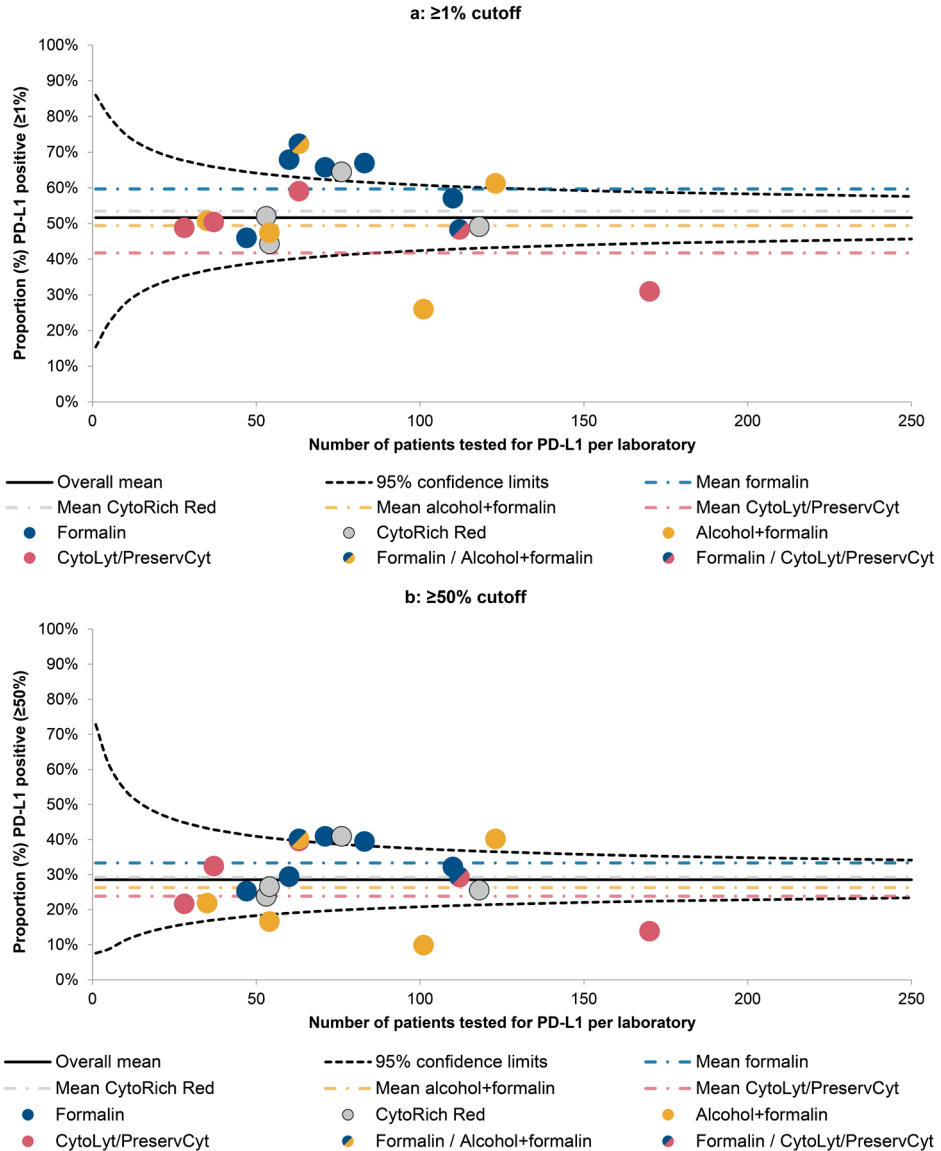 a: ≥1% cutoff
Proportion (%) PD-L1 positive (≥1%)
100%
90%
80%
70%
60%
50%
40%
30%
20%
10%
0%
0 50 100 150 200 250
Number of patients tested for PD-L1 per laboratory
Overall mean 95% confidence limits Mean formalin
Mean CytoRich Red Mean alcohol+formalin Mean CytoLyt/PreservCyt
Formalin CytoRich Red Alcohol+formalin
CytoLyt/PreservCyt Formalin / Alcohol+formalin Formalin / CytoLyt/PreservCyt
b: ≥50% cutoff
Proportion (%) PD-L1 positive (≥50%)
100%
90%
80%
70%
60%
50%
40%
30%
20%
10%
0%
0 50 100 150 200 250
Number of patients tested for PD-L1 per laboratory
Overall mean 95% confidence limits Mean formalin
Mean CytoRich Red Mean alcohol+formalin Mean CytoLyt/PreservCyt
Formalin CytoRich Red Alcohol+formalin
CytoLyt/PreservCyt Formalin / Alcohol+formalin Formalin / CytoLyt/PreservCyt